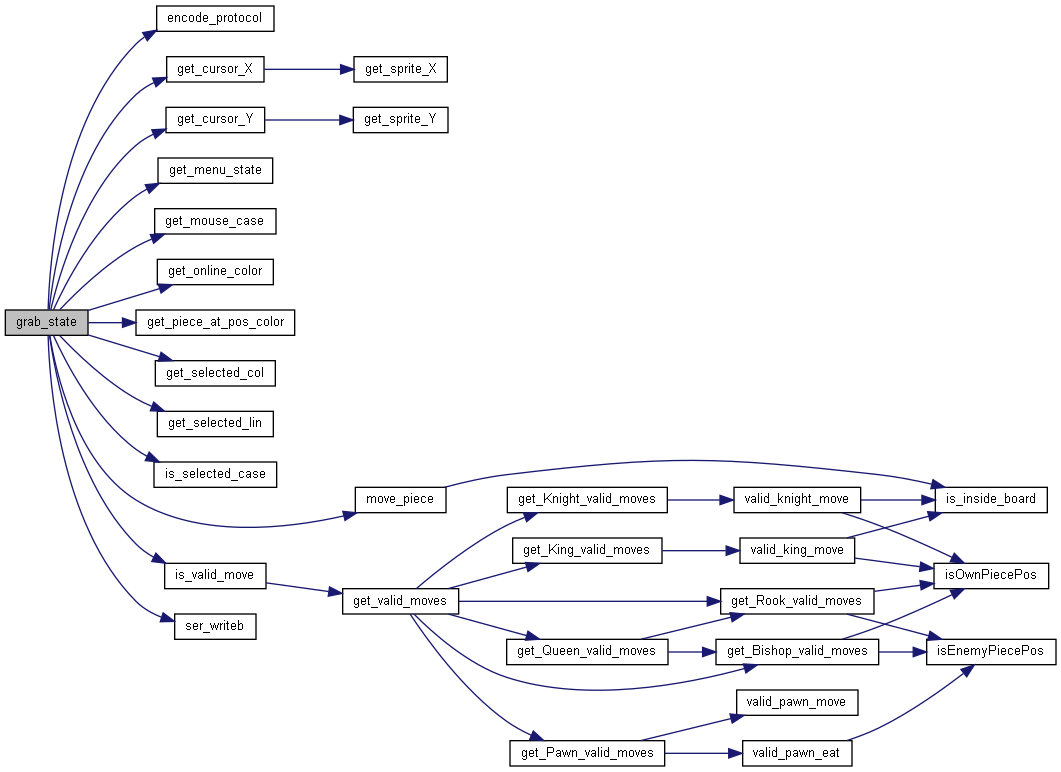 encode_protocol
get_cursor_X
get_sprite_X
get_cursor_Y
get_sprite_Y
get_menu_state
get_mouse_case
get_online_color
grab_state
get_piece_at_pos_color
get_selected_col
get_selected_lin
is_selected_case
move_piece
get_Knight_valid_moves
valid_knight_move
is_inside_board
get_King_valid_moves
valid_king_move
is_valid_move
isOwnPiecePos
get_valid_moves
get_Rook_valid_moves
ser_writeb
get_Queen_valid_moves
get_Bishop_valid_moves
isEnemyPiecePos
valid_pawn_move
get_Pawn_valid_moves
valid_pawn_eat